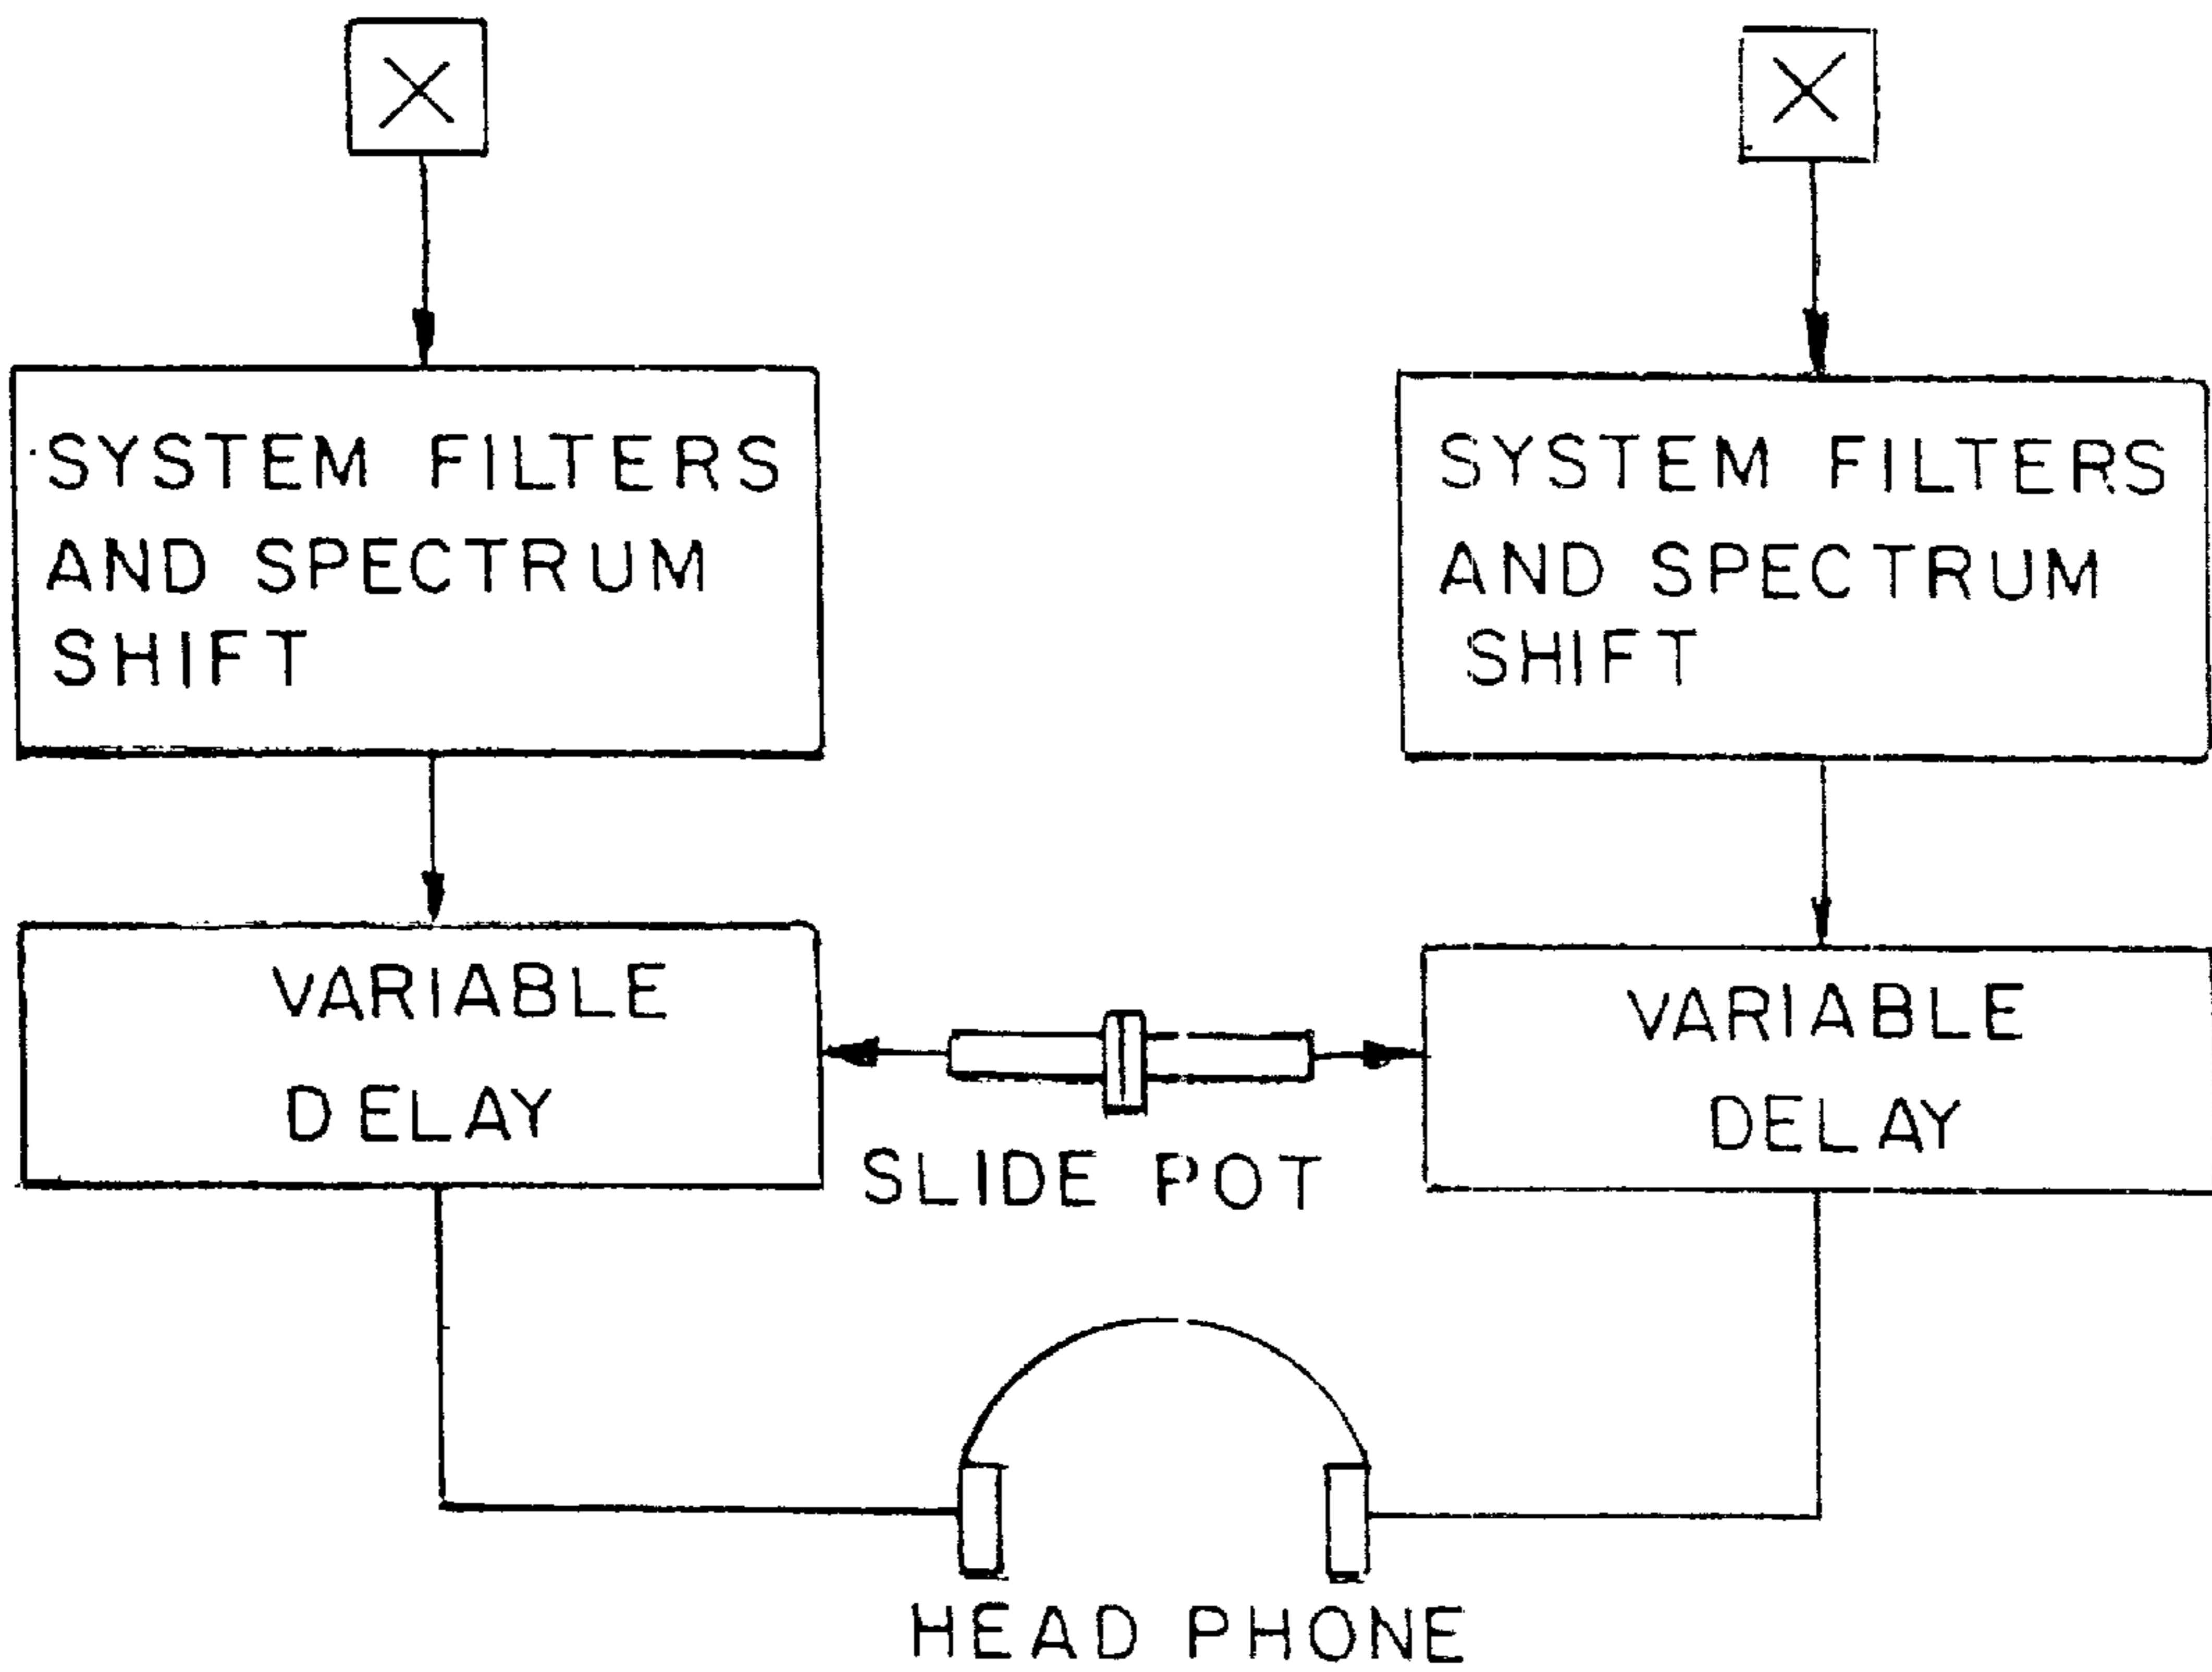 SYSTEM FILTERS
AND SPECTRUM
SHIFT
SYSTEM FILTERS
AND SPECTRUM
SHIFT
VARIABLE
DELAY
SLIDE POT
VARIABLE
DELAY
HEAD PHONE